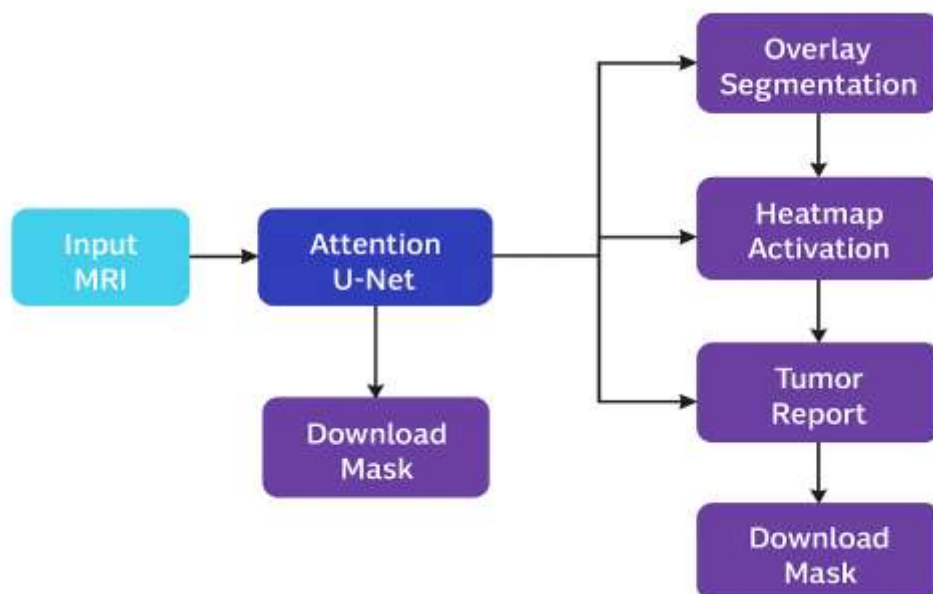 Overlay
Segmentation
Input
MRI
Attention
U-Net
Heatmap
Activation
Download
Mask
Tumor
Report
Download
Mask